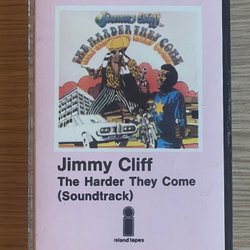 Jimmy Cliff
THE HARDER THEY COME
Jimmy Cliff
The Harder They Come
(Soundtrack)
island tapes